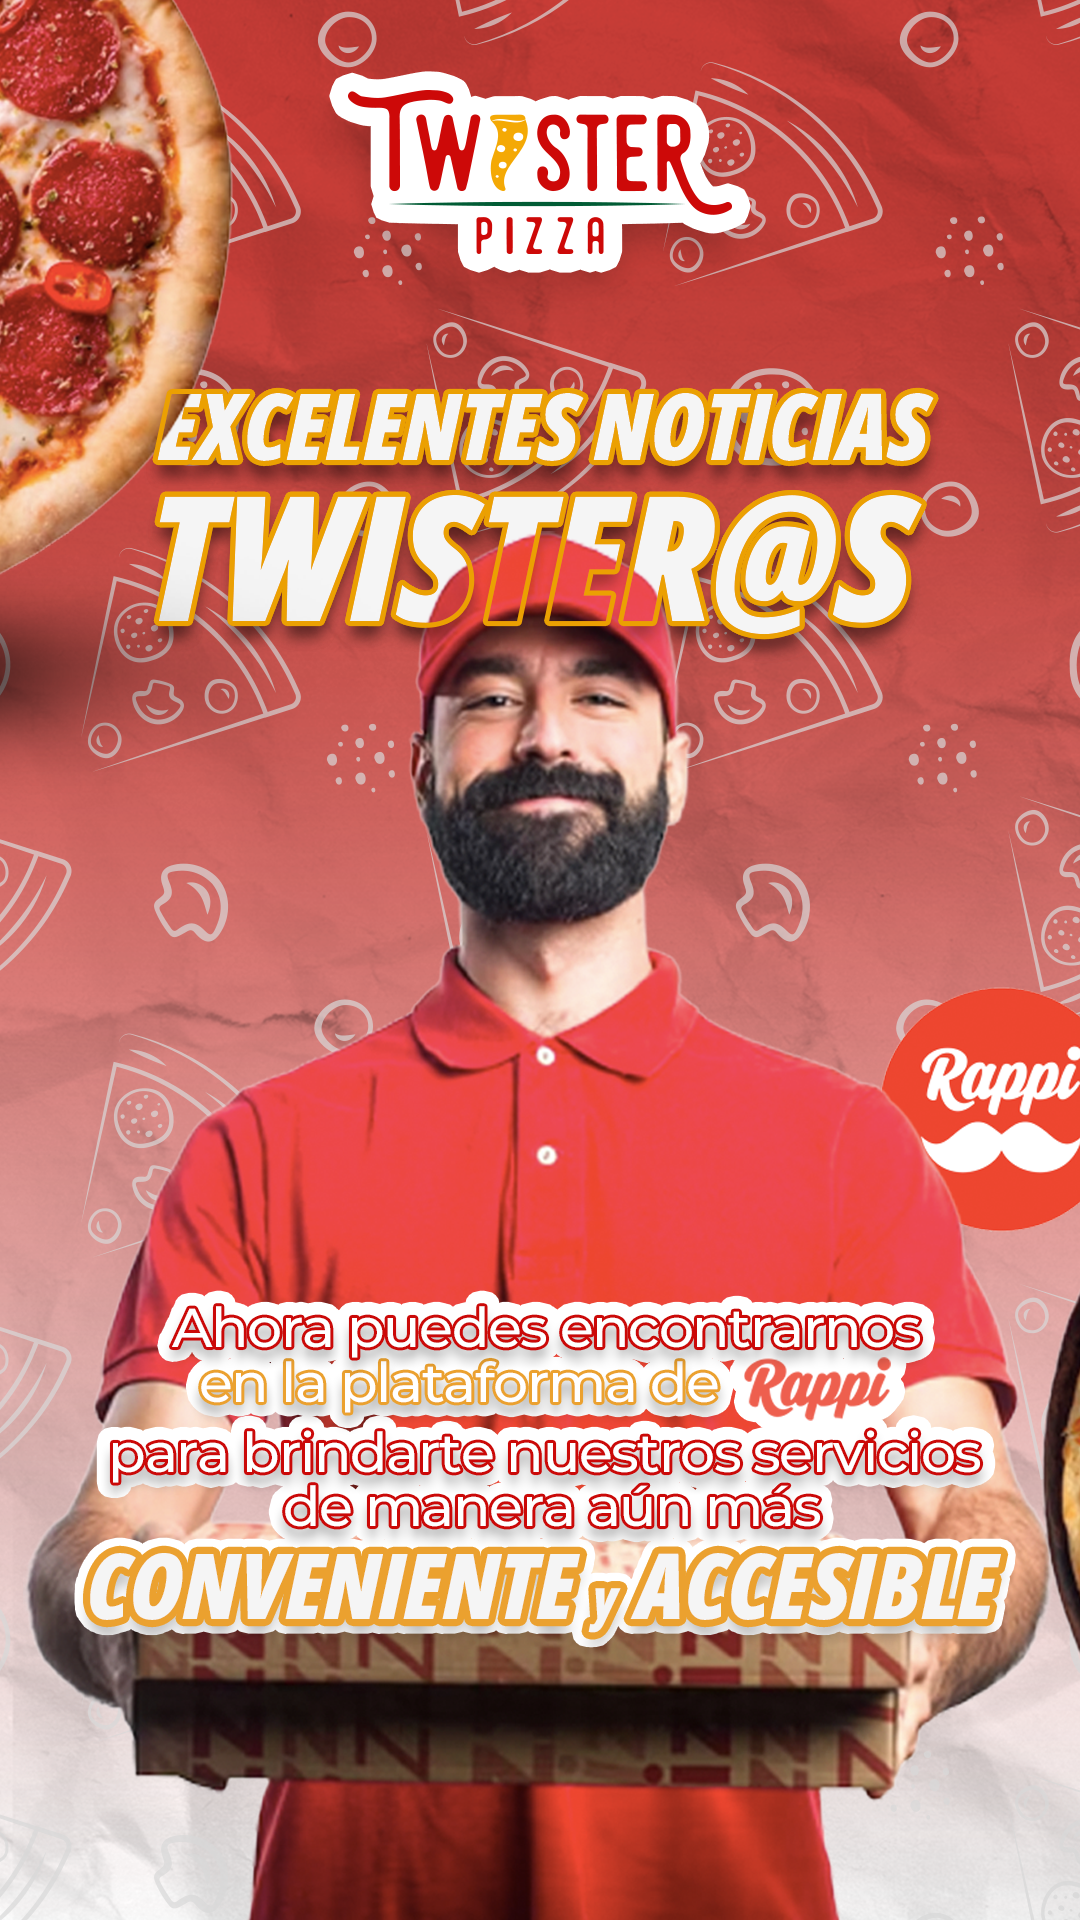 TWISTER
PIZZA
EXCELENTES NOTICIAS
TWISTER@S
Rappi
Ahora puedes encontrarnos
en la plataforma de Rappi
para brindarte nuestros servicios
de manera aún más
CONVENIENTE y ACCESIBLE